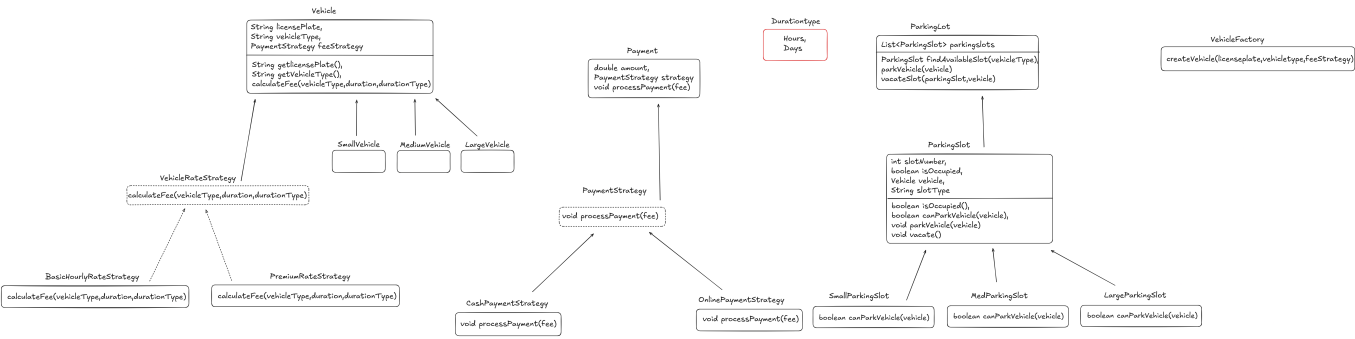 Vehicle
String licensePlate,
String vehicleType,
PaymentStrategy feeStrategy
String getlicensePlate(),
String getVehicleType(),
calculateFee(vehicleType,duration,durationType)
SmallVehicle
MediumVehicle
LargeVehicle
VehicleRateStrategy
calculateFee(vehicleType,duration,durationType)
BasicHourlyRateStrategy
calculateFee(vehicleType,duration,durationType)
PremiumRateStrategy
calculateFee(vehicleType,duration,durationType)
Payment
double amount,
PaymentStrategy strategy
void processPayment(fee)
PaymentStrategy
void processPayment(fee)
CashPaymentStrategy
void processPayment(fee)
OnlinePaymentStrategy
void processPayment(fee)
Durationtype
Hours,
Days
ParkingLot
List<ParkingSlot> parkingslots
ParkingSlot findAvailableSlot(vehicleType),
parkVehicle(vehicle)
vacateSlot(parkingSlot,vehicle)
ParkingSlot
int slotNumber,
boolean isOccupied,
Vehicle vehicle,
String slotType
boolean isOccupied(),
boolean canParkVehicle(vehicle),
void parkVehicle(vehicle)
void vacate()
SmallParkingSlot
boolean canParkVehicle(vehicle)
MedParkingSlot
boolean canParkVehicle(vehicle)
LargeParkingSlot
boolean canParkVehicle(vehicle)
VehicleFactory
createVehicle(licenseplate,vehicletype,feeStrategy)